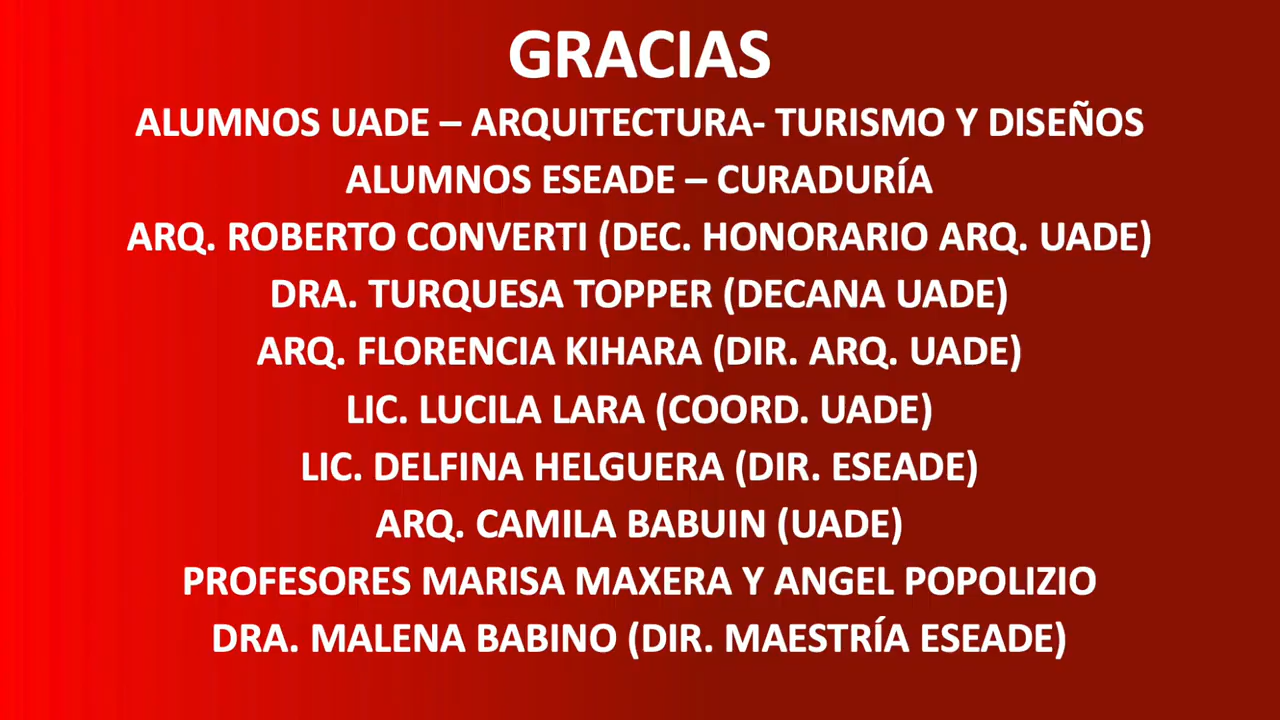 GRACIAS
ALUMNOS UADE – ARQUITECTURA- TURISMO Y DISEÑOS
ALUMNOS ESEADE – CURADURÍA
ARQ. ROBERTO CONVERTI (DEC. HONORARIO ARQ. UADE)
DRA. TURQUESA TOPPER (DECANA UADE)
ARQ. FLORENCIA KIHARA (DIR. ARQ. UADE)
LIC. LUCILA LARA (COORD. UADE)
LIC. DELFINA HELGUERA (DIR. ESEADE)
ARQ. CAMILA BABUIN (UADE)
PROFESORES MARISA MAXERA Y ANGEL POPOLIZIO
DRA. MALENA BABINO (DIR. MAESTRÍA ESEADE)